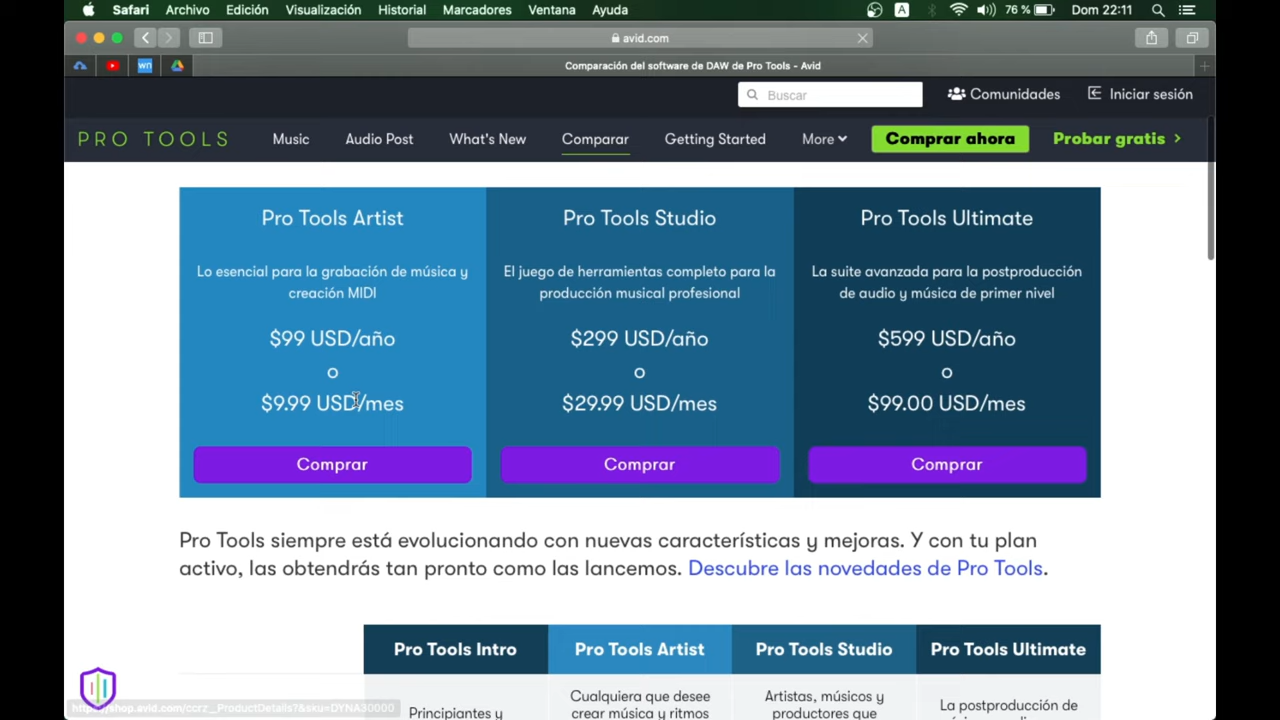 Safari Archivo Edición Visualización Historial Marcadores Ventana Ayuda 76 % Dom 22:11
avid.com
wn Comparación del software de DAW de Pro Tools - Avid
Buscar Comunidades Iniciar sesión
PRO TOOLS Music Audio Post What's New Comparar Getting Started More Comprar ahora Probar gratis >
Pro Tools Artist Pro Tools Studio Pro Tools Ultimate
Lo esencial para la grabación de música y El juego de herramientas completo para la La suite avanzada para la postproducción
creación MIDI producción musical profesional de audio y música de primer nivel
$99 USD/año $299 USD/año $599 USD/año
o o o
$9.99 USD/mes $29.99 USD/mes $99.00 USD/mes
Comprar Comprar Comprar
Pro Tools siempre está evolucionando con nuevas características y mejoras. Y con tu plan
activo, las obtendrás tan pronto como las lancemos. Descubre las novedades de Pro Tools.
Pro Tools Intro Pro Tools Artist Pro Tools Studio Pro Tools Ultimate
Cualquiera que desee Artistas, músicos y La postproducción de
Principiantes y crear música y ritmos productores que